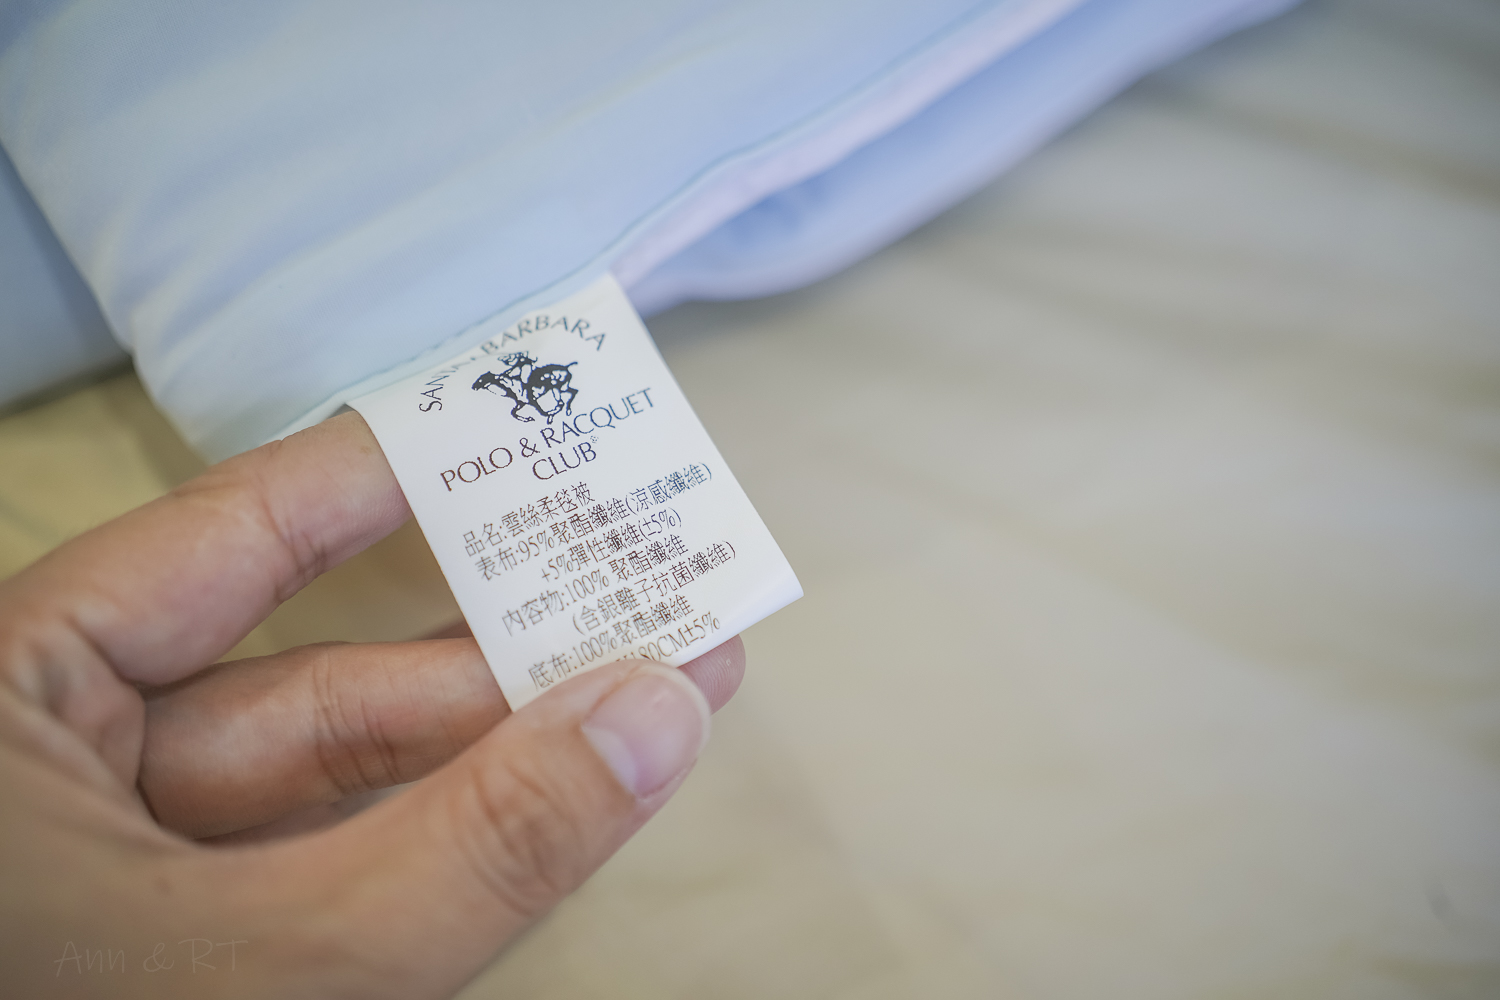 SANTA BARBARA
POLO & RACQUET
CLUB®
品名:雲絲柔毯被
表布:95%聚酯纖維(涼感纖維)
+5%彈性纖維(±5%)
內容物:100% 聚酯纖維
(含銀離子抗菌纖維)
底布:100%聚酯纖維
180CM±5%
Ann & RT